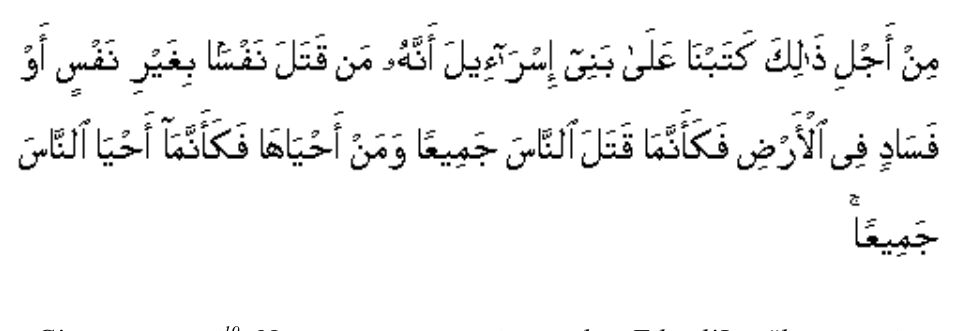 مِنْ أَجْلِ ذَٰلِكَ كَتَبْنَا عَلَىٰ بَنِىٓ إِسْرَٰٓءِيلَ أَنَّهُۥ مَن قَتَلَ نَفْسًۢا بِغَيْرِ نَفْسٍ أَوْ
فَسَادٍ فِى ٱلْأَرْضِ فَكَأَنَّمَا قَتَلَ ٱلنَّاسَ جَمِيعًا وَمَنْ أَحْيَاهَا فَكَأَنَّمَآ أَحْيَا ٱلنَّاسَ
جَمِيعًا ۚ